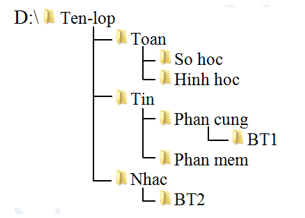 D:\ Ten-lop
Toan
So hoc
Hinh hoc
Tin
Phan cung
BT1
Phan mem
Nhac
BT2